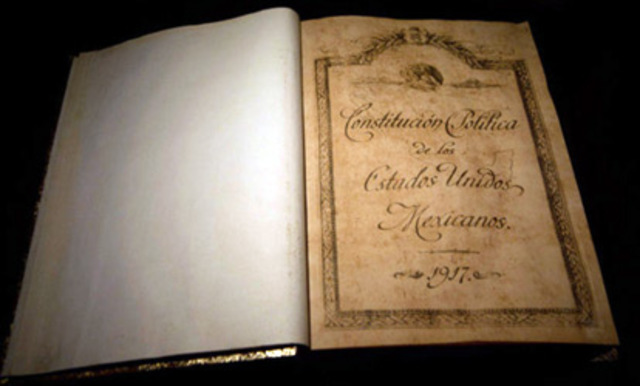 Constitución Política
de los
Estados Unidos
Mexicanos.
1917.